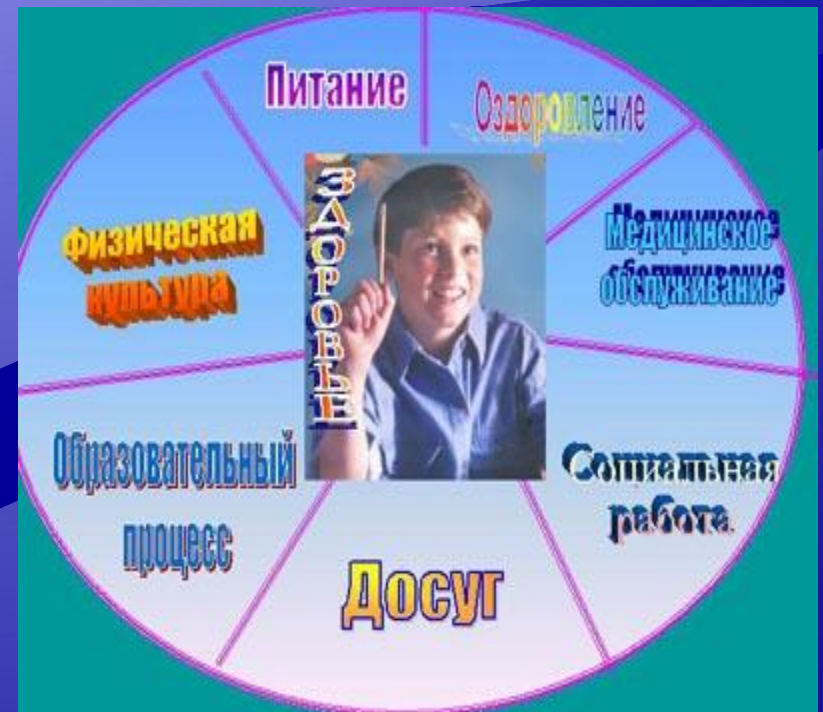 Питание
Оздоровление
Медицинское
обслуживание
Социальная
работа
Досуг
Образовательный
процесс
Физическая
культура
ЗДОРОВЬЕ